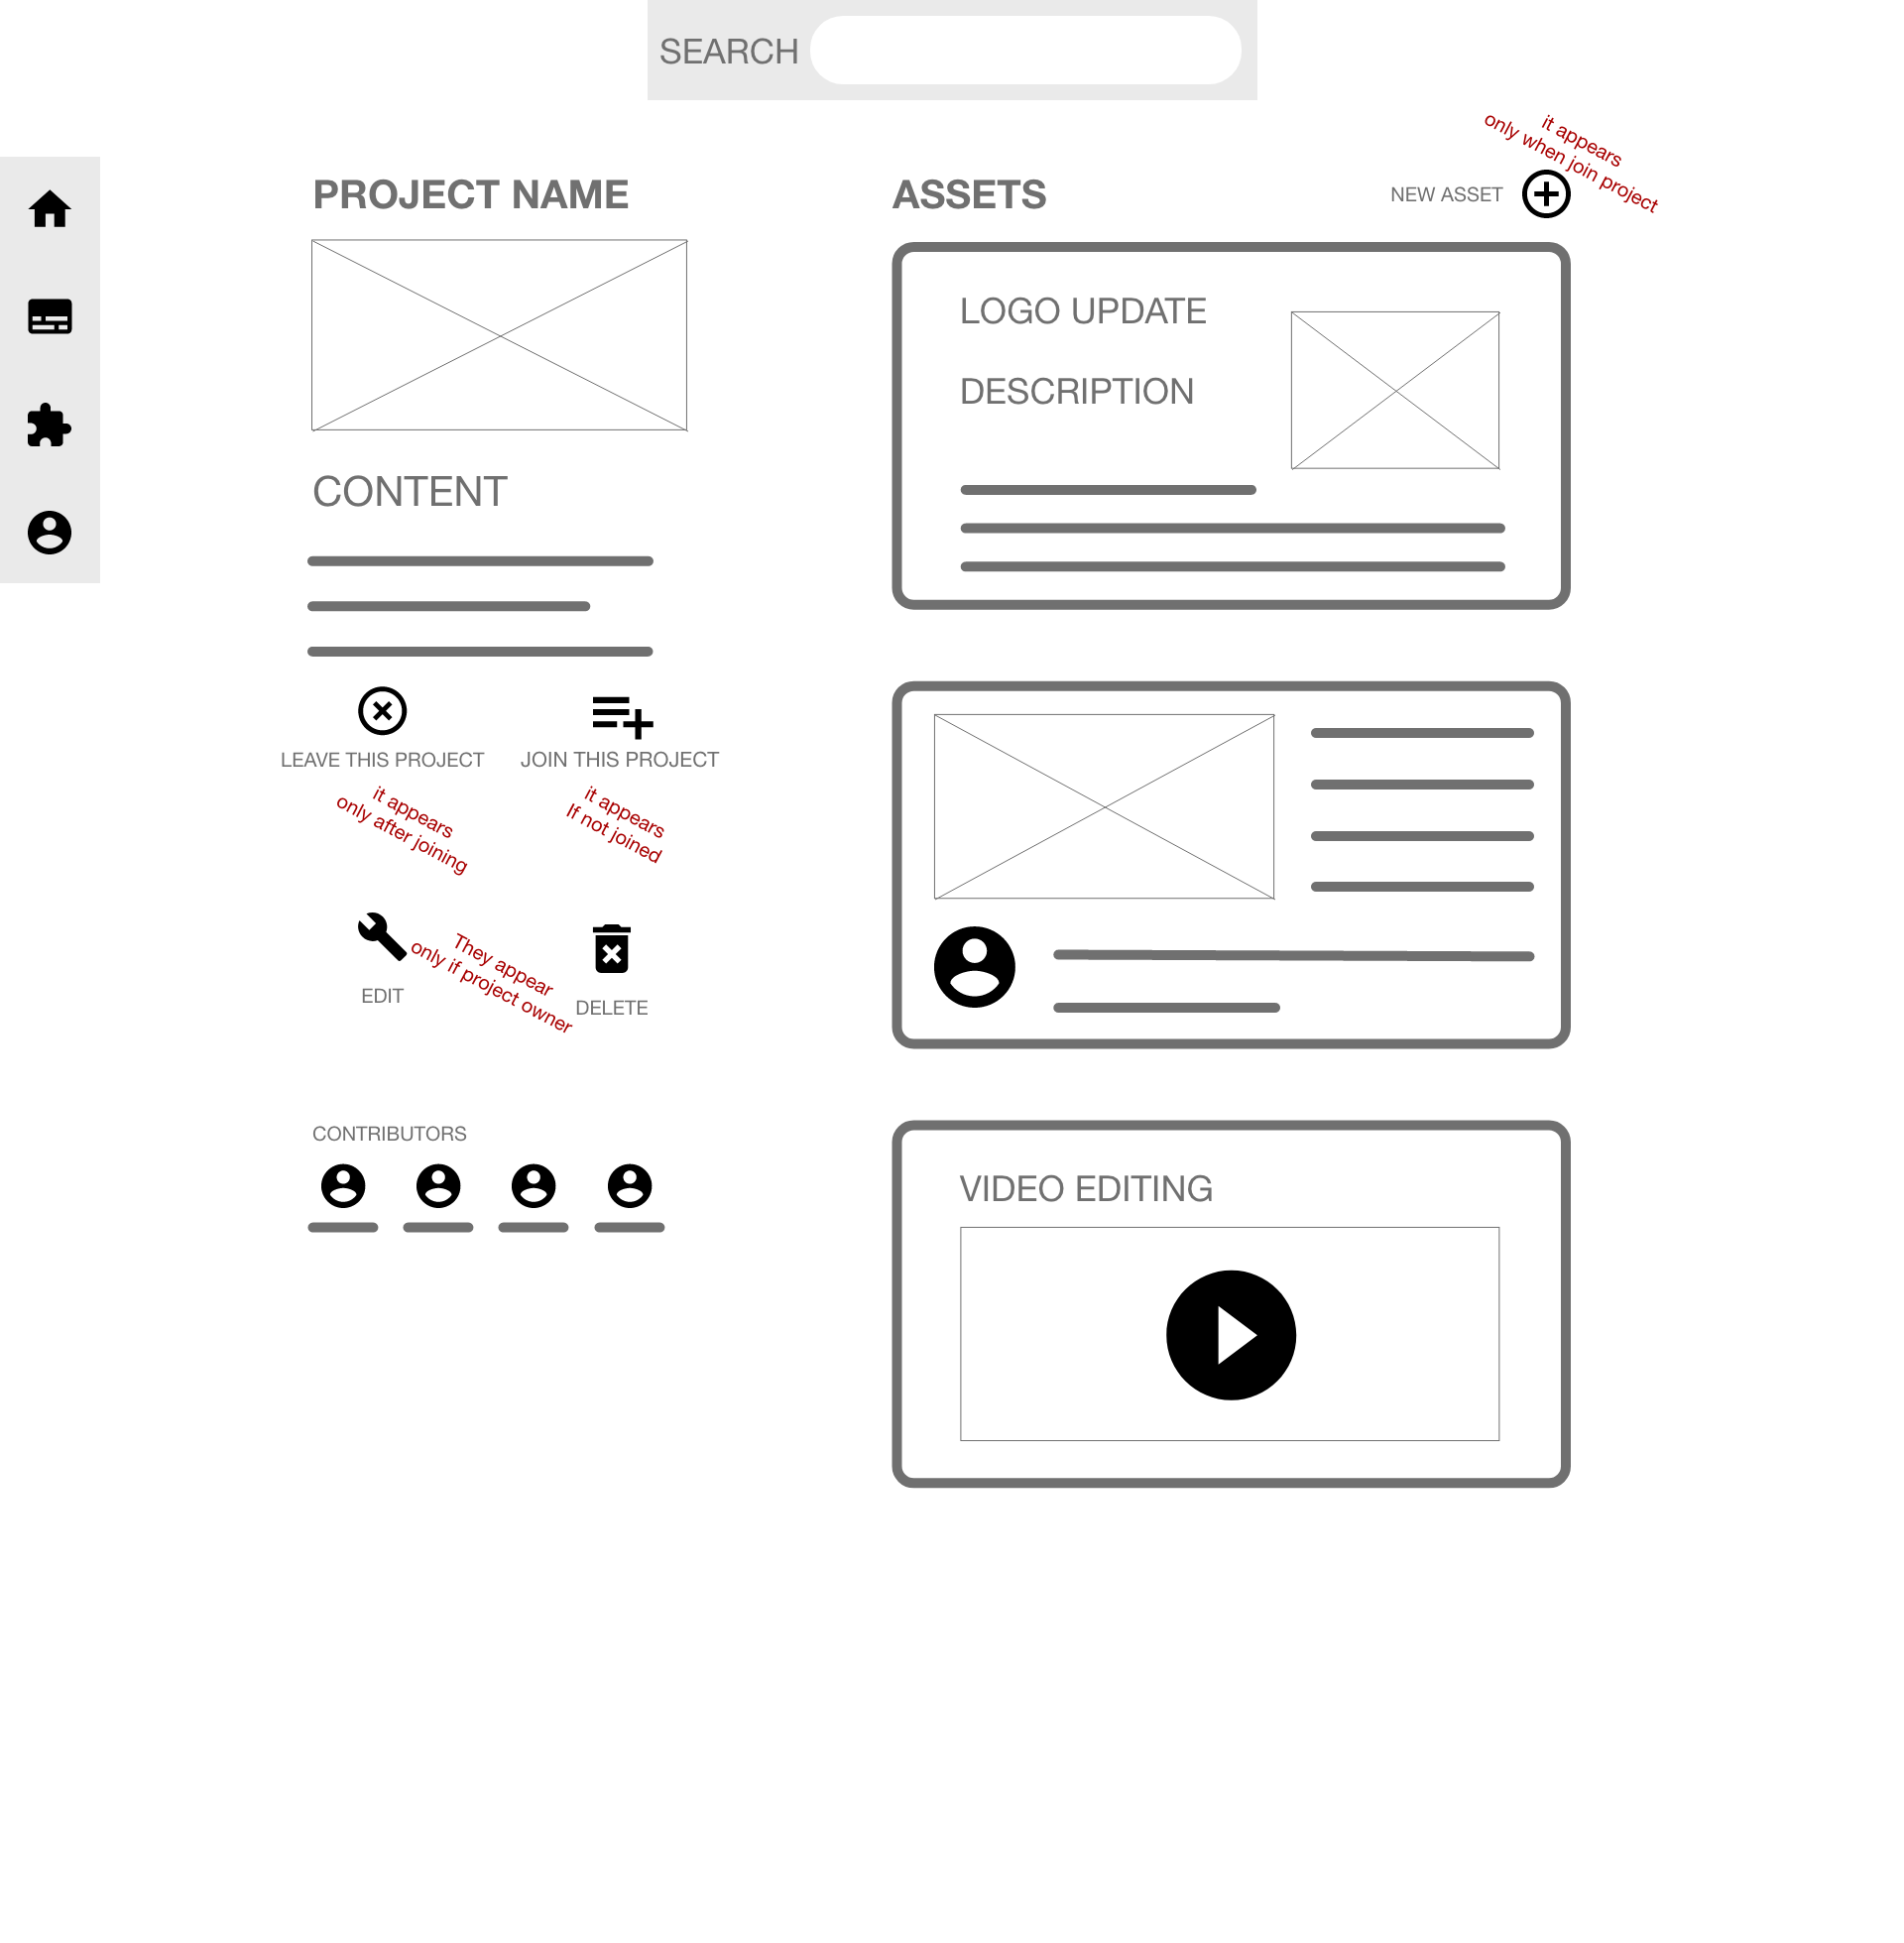 SEARCH
PROJECT NAME
CONTENT
LEAVE THIS PROJECT
it appears
only after joining
JOIN THIS PROJECT
it appears
If not joined
EDIT
They appear
only if project owner
DELETE
CONTRIBUTORS
ASSETS
NEW ASSET
it appears
only when join project
LOGO UPDATE
DESCRIPTION
VIDEO EDITING